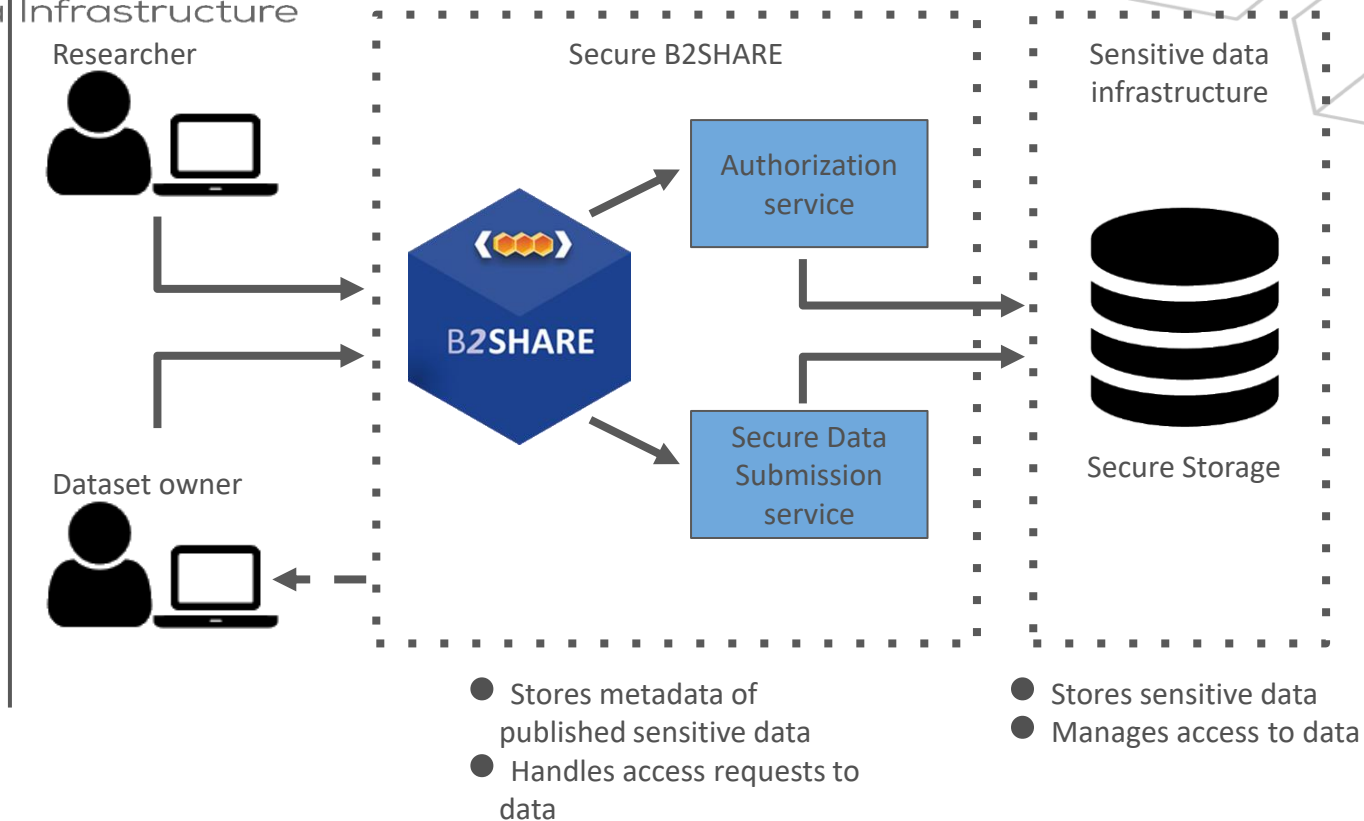 Infrastructure
Researcher
Secure B2SHARE
Sensitive data
infrastructure
Authorization
service
B2SHARE
Secure Data
Submission
service
Secure Storage
Dataset owner
● Stores metadata of
published sensitive data
● Handles access requests to
data
● Stores sensitive data
● Manages access to data